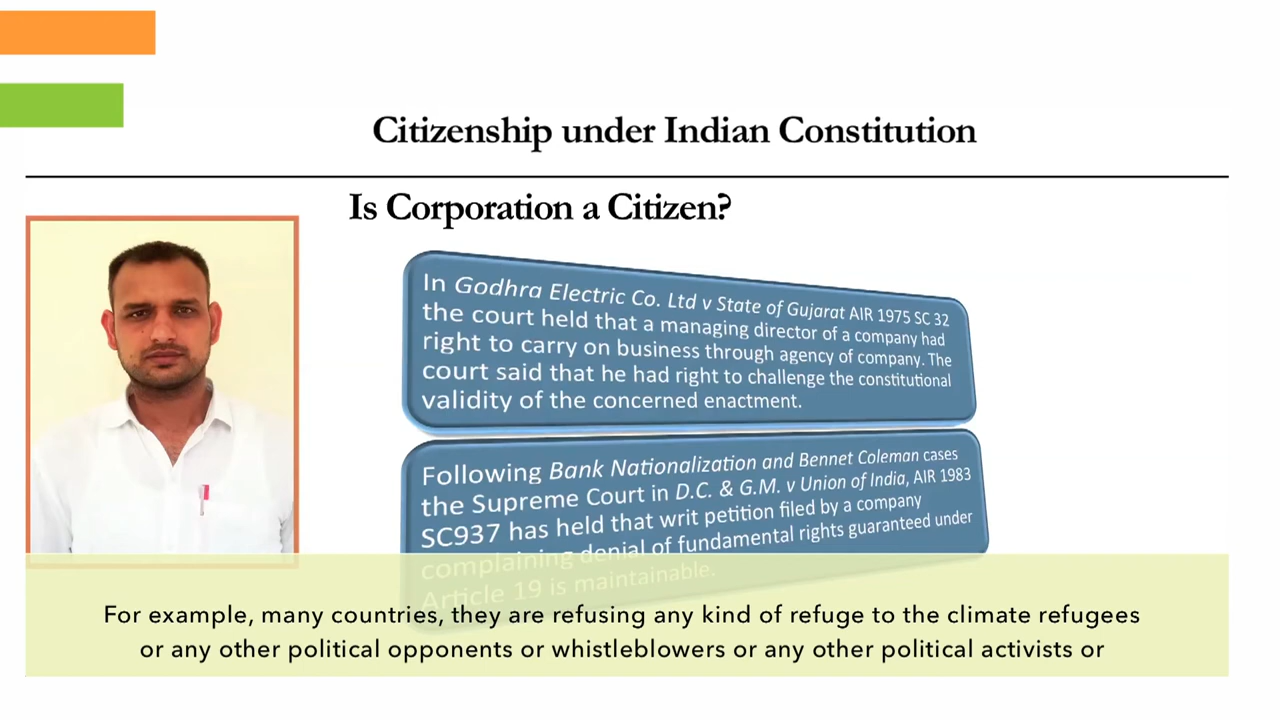 Citizenship under Indian Constitution
Is Corporation a Citizen?
In Godhra Electric Co. Ltd v State of Gujarat AIR 1975 SC 32
the court held that a managing director of a company had
right to carry on business through agency of company. The
court said that he had right to challenge the constitutional
validity of the concerned enactment.
Following Bank Nationalization and Bennet Coleman cases
the Supreme Court in D.C. & G.M. v Union of India, AIR 1983
SC937 has held that writ petition filed by a company
complaining denial of fundamental rights guaranteed under
Article 19 is maintainable.
For example, many countries, they are refusing any kind of refuge to the climate refugees
or any other political opponents or whistleblowers or any other political activists or